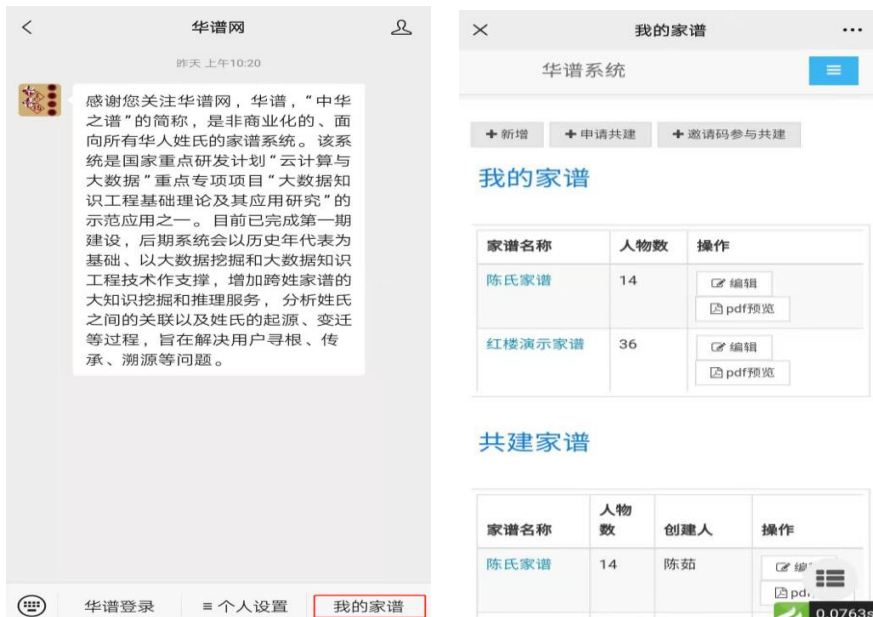 华谱网
昨天 上午10:20
感谢您关注华谱网，华谱，“中华
之谱”的简称，是非商业化的、面
向所有华人姓氏的家谱系统。该系
统是国家重点研发计划“云计算与
大数据”重点专项项目“大数据知
识工程基础理论及其应用研究”的
示范应用之一。目前已完成第一期
建设，后期系统会以历史年代表为
基础、以大数据挖掘和大数据知识
工程技术作支撑，增加跨姓家谱的
大知识挖掘和推理服务，分析姓氏
之间的关联以及姓氏的起源、变迁
等过程，旨在解决用户寻根、传
承、溯源等问题。
华谱登录
个人设置
我的家谱
我的家谱
华谱系统
新增
申请共建
邀请码参与共建
我的家谱
家谱名称 人物数 操作
陈氏家谱 14 编辑
pdf预览
红楼演示家谱 36 编辑
pdf预览
共建家谱
人物
家谱名称 数 创建人 操作
陈氏家谱 14 陈茹
0.0763s